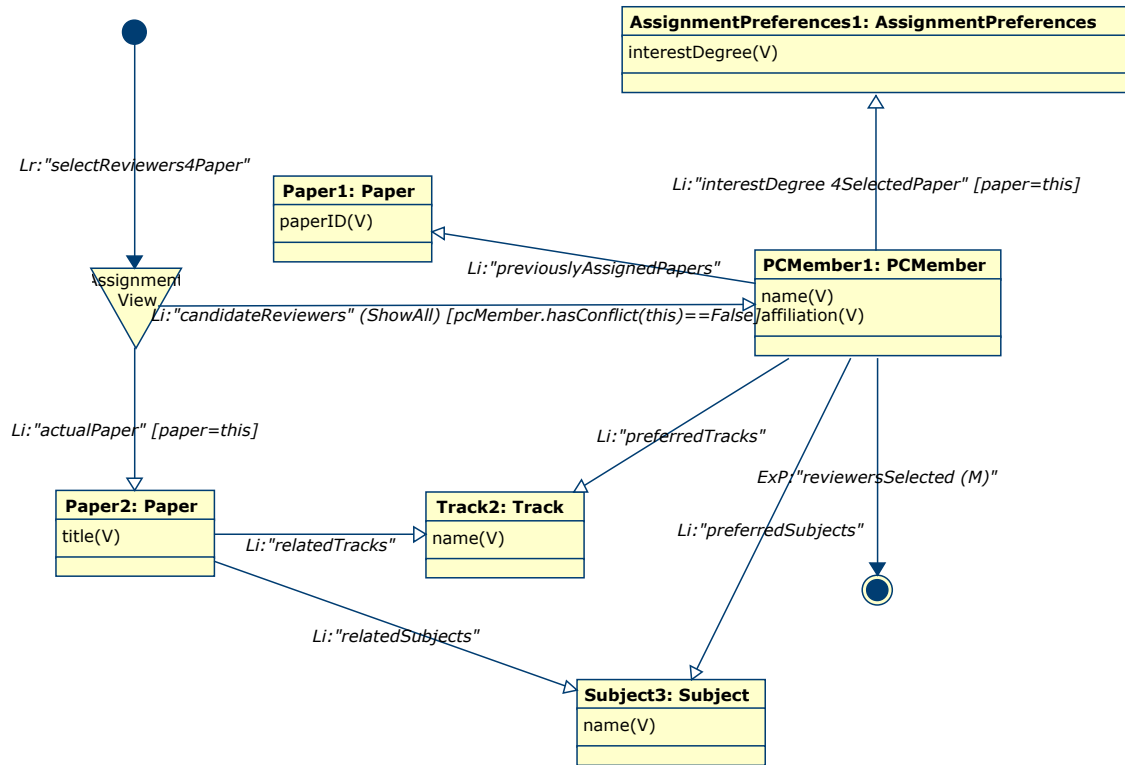 AssignmentPreferences1: AssignmentPreferences
interestDegree(V)
Lr:"selectReviewers4Paper"
Paper1: Paper
paperID(V)
Li:"interestDegree 4SelectedPaper" [paper=this]
Li:"previouslyAssignedPapers"
PCMember1: PCMember
name(V)
affiliation(V)
Assignment
View
Li:"candidateReviewers" (ShowAll) [pcMember.hasConflict(this)==False]
Li:"actualPaper" [paper=this]
Li:"preferredTracks"
ExP:"reviewersSelected (M)"
Paper2: Paper
title(V)
Track2: Track
name(V)
Li:"relatedTracks"
Li:"preferredSubjects"
Li:"relatedSubjects"
Subject3: Subject
name(V)